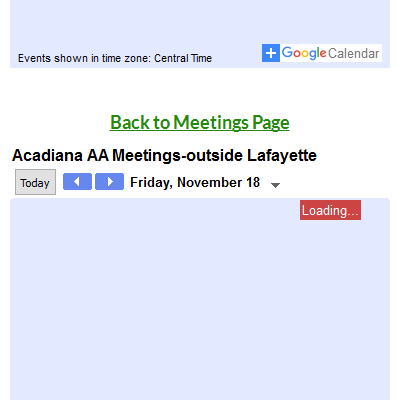 Events shown in time zone: Central Time
Google Calendar
Back to Meetings Page
Acadiana AA Meetings-outside Lafayette
Today
Friday, November 18
Loading...